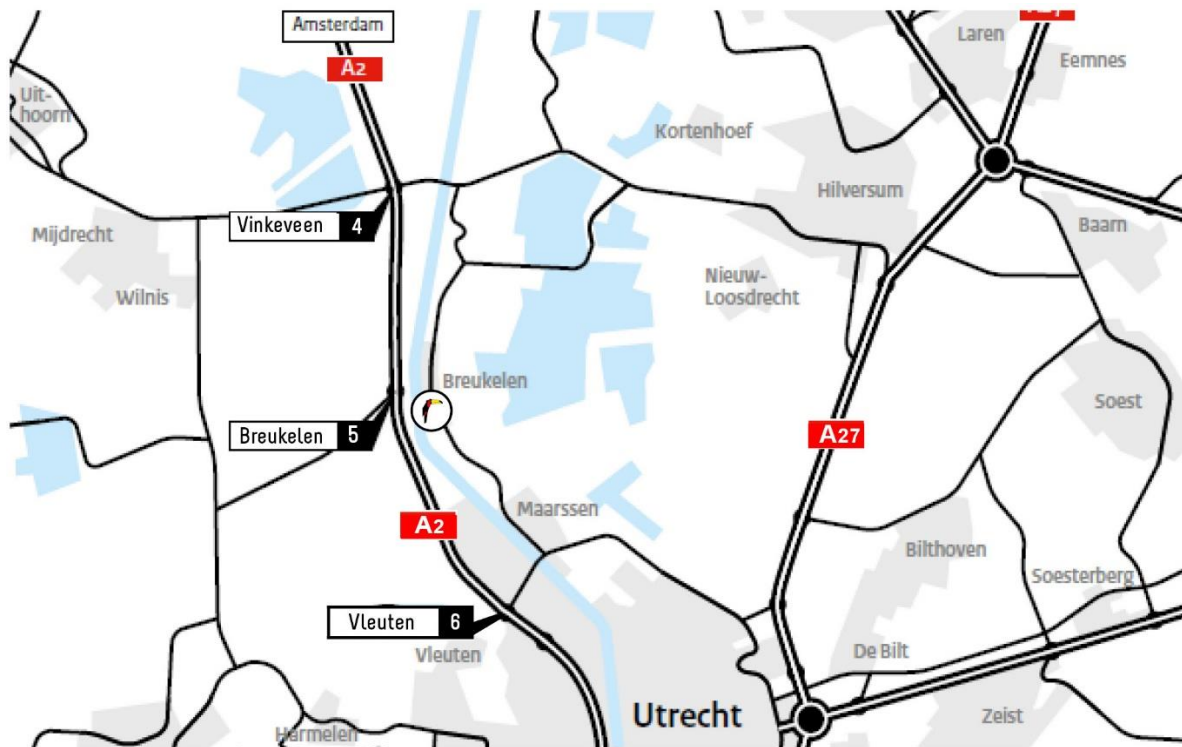 Amsterdam
A2
Laren
Eemnes
Uit-
hoorn
Kortenhoef
Hilversum
Vinkeveen 4
Mijdrecht
Baarn
Wilnis
Nieuw-
Loosdrecht
Breukelen
Soest
Breukelen 5
A27
Maarssen
A2
Bilthoven
Soesterberg
Vleuten 6
Vleuten
De Bilt
Utrecht
Zeist
Harmelen